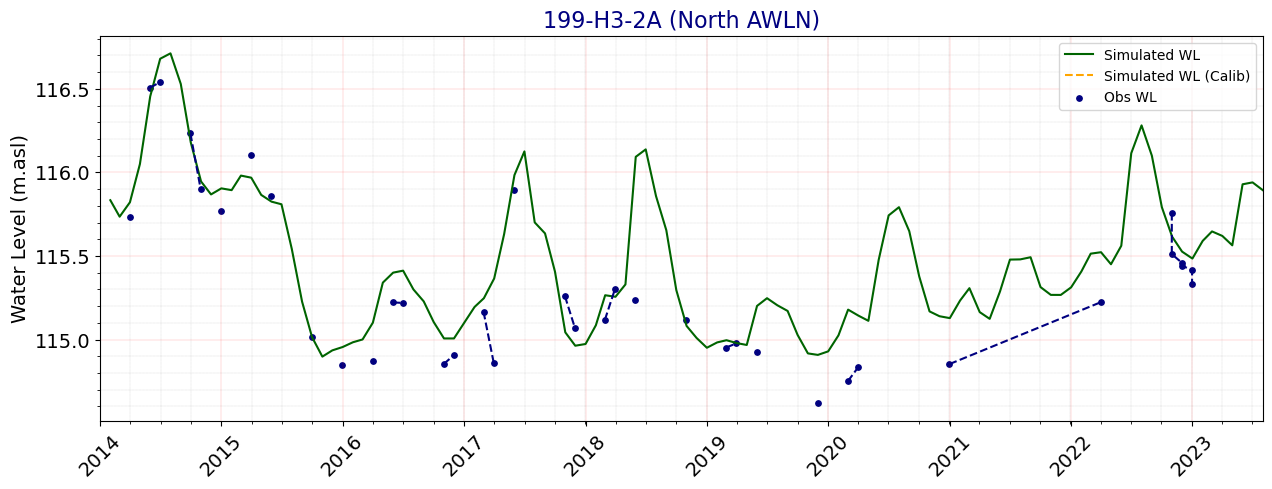 199-H3-2A (North AWLN)
Simulated WL
Simulated WL (Calib)
Obs WL
Water Level (m.asl)
116.5
116.0
115.5
115.0
2014
2015
2016
2017
2018
2019
2020
2021
2022
2023